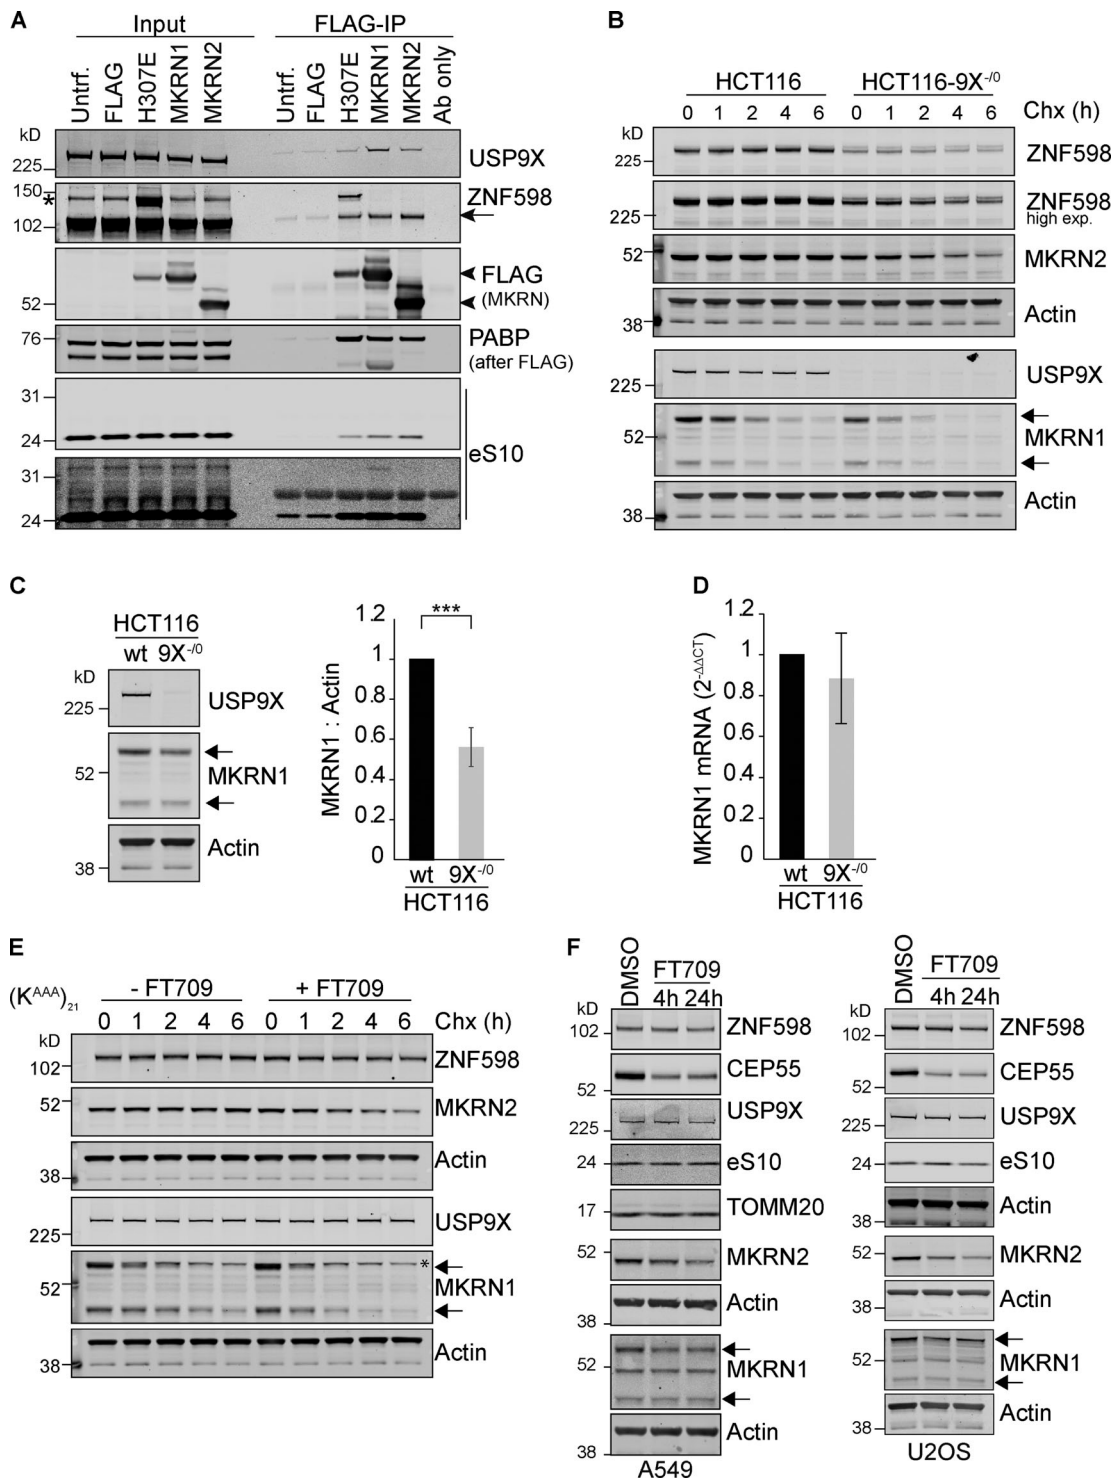 A
Input
FLAG-IP
Untrf.
FLAG
H307E
MKRN1
MKRN2
Untrf.
FLAG
H307E
MKRN1
MKRN2
Ab only
kD
225
USP9X
150
*
102
ZNF598
52
FLAG
(MKRN)
76
PABP
(after FLAG)
31
24
31
24
eS10
B
HCT116
HCT116-9X-/0
0 1 2 4 6 0 1 2 4 6
Chx (h)
kD
225
ZNF598
225
ZNF598
high exp.
52
MKRN2
38
Actin
225
USP9X
52
MKRN1
38
Actin
C
HCT116
wt 9X-/0
kD
225
USP9X
52
MKRN1
38
Actin
MKRN1 : Actin
1.2
1
0.8
0.6
0.4
0.2
0
***
wt 9X-/0
HCT116
D
MKRN1 mRNA (2-ΔΔCT)
1.2
1
0.8
0.6
0.4
0.2
0
wt 9X-/0
HCT116
E
(KAAA)21
- FT709
+ FT709
0 1 2 4 6 0 1 2 4 6
Chx (h)
kD
102
ZNF598
52
MKRN2
38
Actin
225
USP9X
*
52
MKRN1
38
Actin
F
DMSO
FT709
4h 24h
kD
102
ZNF598
52
CEP55
225
USP9X
24
eS10
17
TOMM20
52
MKRN2
38
Actin
52
MKRN1
38
Actin
A549
DMSO
FT709
4h 24h
kD
102
ZNF598
52
CEP55
225
USP9X
24
eS10
38
Actin
52
MKRN2
38
Actin
52
MKRN1
38
Actin
U2OS